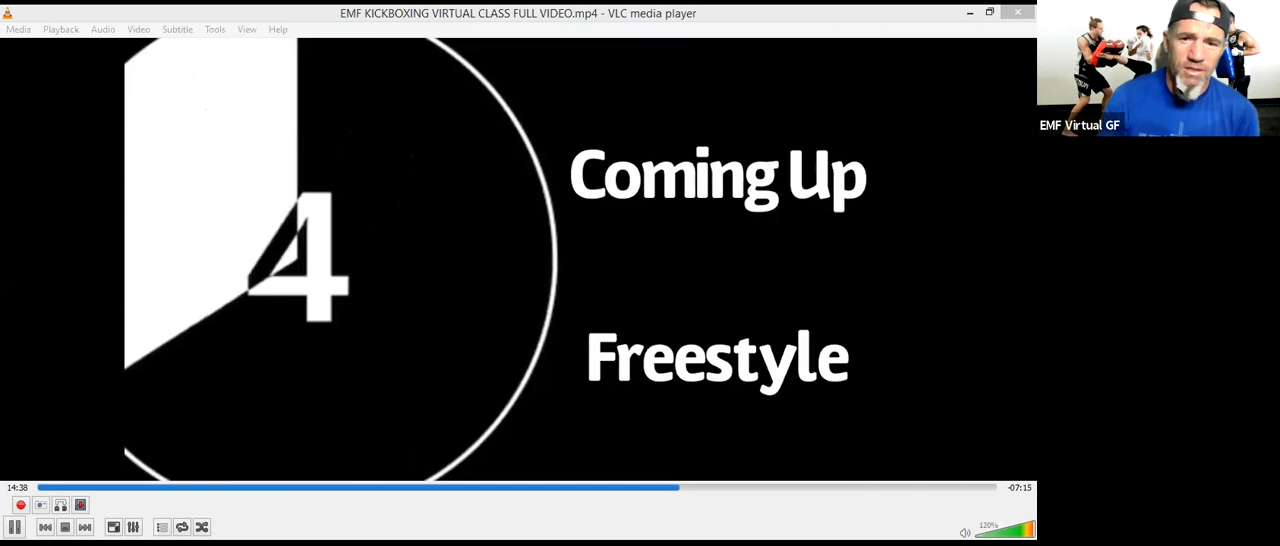 EMF KICKBOXING VIRTUAL CLASS FULL VIDEO.mp4 - VLC media player
Media Playback Audio Video Subtitle Tools View Help
4
Coming Up
Freestyle
EMF Virtual GF
14:38
-07:15
120%